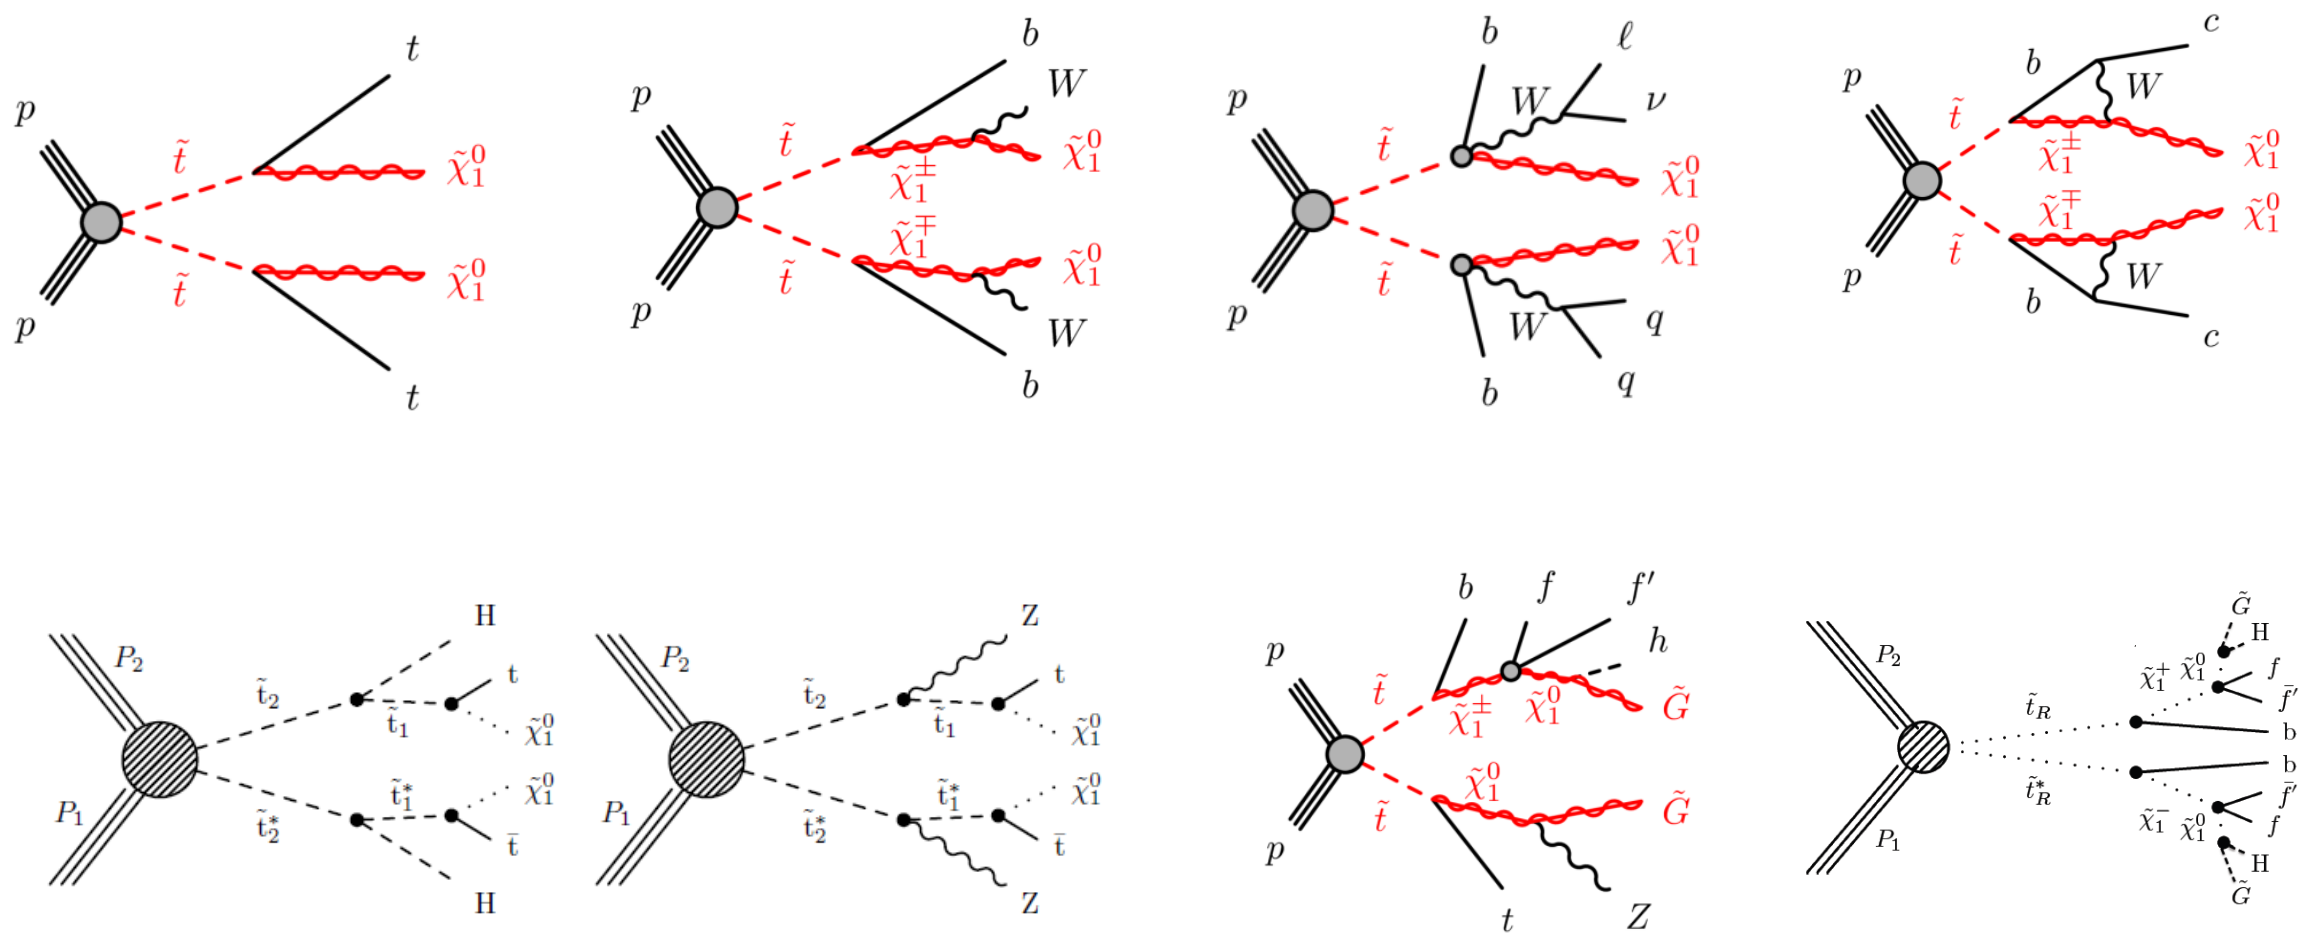 p
t
t̃
χ̃₁⁰
t̃
χ̃₁⁰
p
t
b
W
p
t̃
χ̃₁⁰
χ̃₁±
χ̃₁∓
t̃
χ̃₁⁰
p
W
b
b
ℓ
W
ν
p
t̃
χ̃₁⁰
t̃
χ̃₁⁰
p
W
q
b
q
c
b
W
p
t̃
χ̃₁±
χ̃₁⁰
χ̃₁∓
χ̃₁⁰
t̃
W
p
b
c
H
P₂
t
t̃₂
t̃₁
χ̃₁⁰
t̃₁*
χ̃₁⁰
P₁
t̃₂*
t̄
H
Z
P₂
t
t̃₂
t̃₁
χ̃₁⁰
t̃₁*
χ̃₁⁰
P₁
t̃₂*
t̄
Z
b
f
f′
h
p
t̃
χ̃₁±
χ̃₁⁰
G̃
χ̃₁⁰
G̃
t̃
p
t
Z
G̃
H
P₂
χ̃₁⁺
χ̃₁⁰
f
f̄′
t̃_R
b
b
t̃_R*
f̄′
χ̃₁⁻
χ̃₁⁰
f
P₁
H
G̃